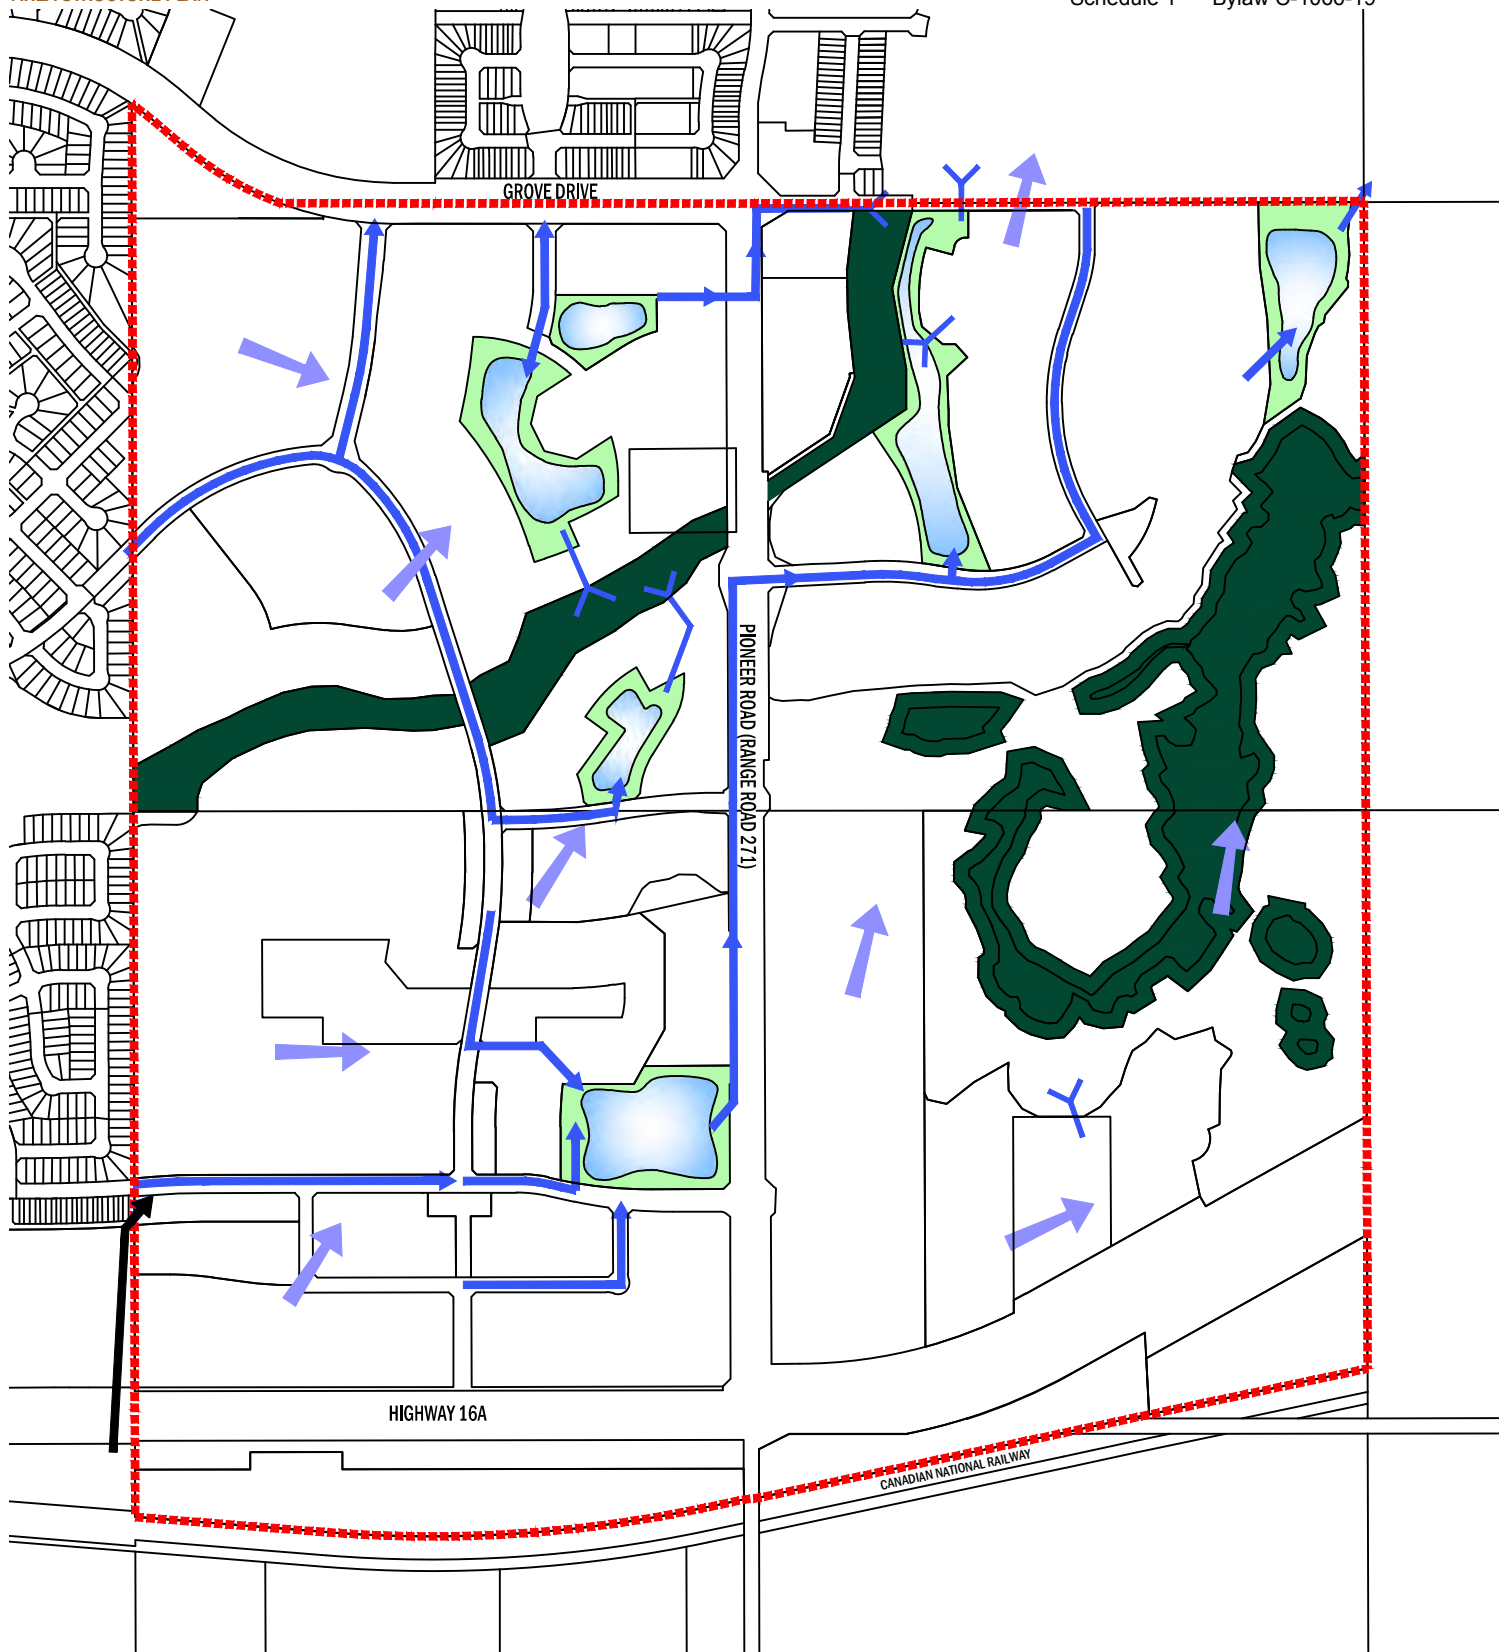 GROVE DRIVE
PIONEER ROAD (RANGE ROAD 271)
HIGHWAY 16A
CANADIAN NATIONAL RAILWAY